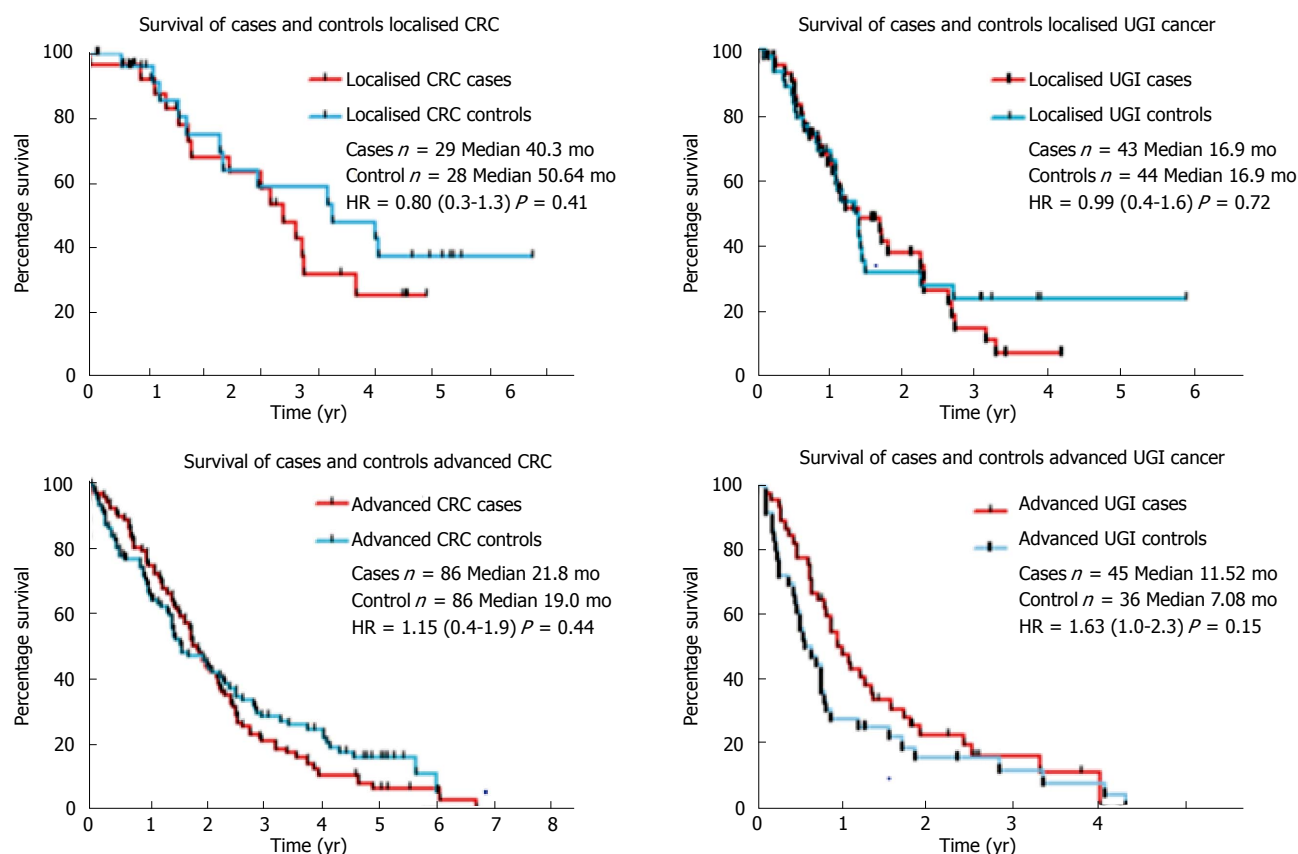 Survival of cases and controls localised CRC
100
80
60
40
20
0
Percentage survival
Localised CRC cases
Localised CRC controls
Cases n = 29 Median 40.3 mo
Control n = 28 Median 50.64 mo
HR = 0.80 (0.3-1.3) P = 0.41
0 1 2 3 4 5 6
Time (yr)
Survival of cases and controls localised UGI cancer
100
80
60
40
20
0
Percentage survival
Localised UGI cases
Localised UGI controls
Cases n = 43 Median 16.9 mo
Controls n = 44 Median 16.9 mo
HR = 0.99 (0.4-1.6) P = 0.72
0 1 2 3 4 5 6
Time (yr)
Survival of cases and controls advanced CRC
100
80
60
40
20
0
Percentage survival
Advanced CRC cases
Advanced CRC controls
Cases n = 86 Median 21.8 mo
Control n = 86 Median 19.0 mo
HR = 1.15 (0.4-1.9) P = 0.44
0 1 2 3 4 5 6 7 8
Time (yr)
Survival of cases and controls advanced UGI cancer
100
80
60
40
20
0
Percentage survival
Advanced UGI cases
Advanced UGI controls
Cases n = 45 Median 11.52 mo
Control n = 36 Median 7.08 mo
HR = 1.63 (1.0-2.3) P = 0.15
0 1 2 3 4
Time (yr)